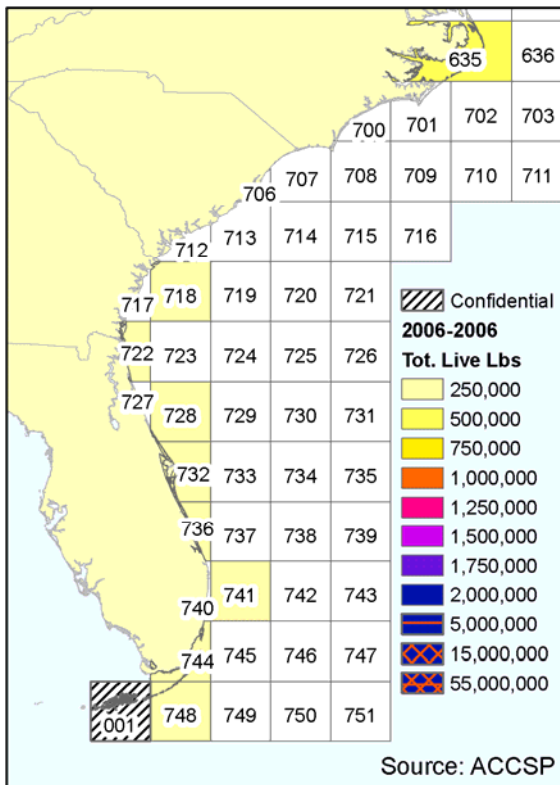 635 636
700 701 702 703
706 707 708 709 710 711
712 713 714 715 716
717 718 719 720 721
722 723 724 725 726
727 728 729 730 731
732 733 734 735
736 737 738 739
740 741 742 743
744 745 746 747
001 748 749 750 751
Confidential
2006-2006
Tot. Live Lbs
250,000
500,000
750,000
1,000,000
1,250,000
1,500,000
1,750,000
2,000,000
5,000,000
15,000,000
55,000,000
Source: ACCSP